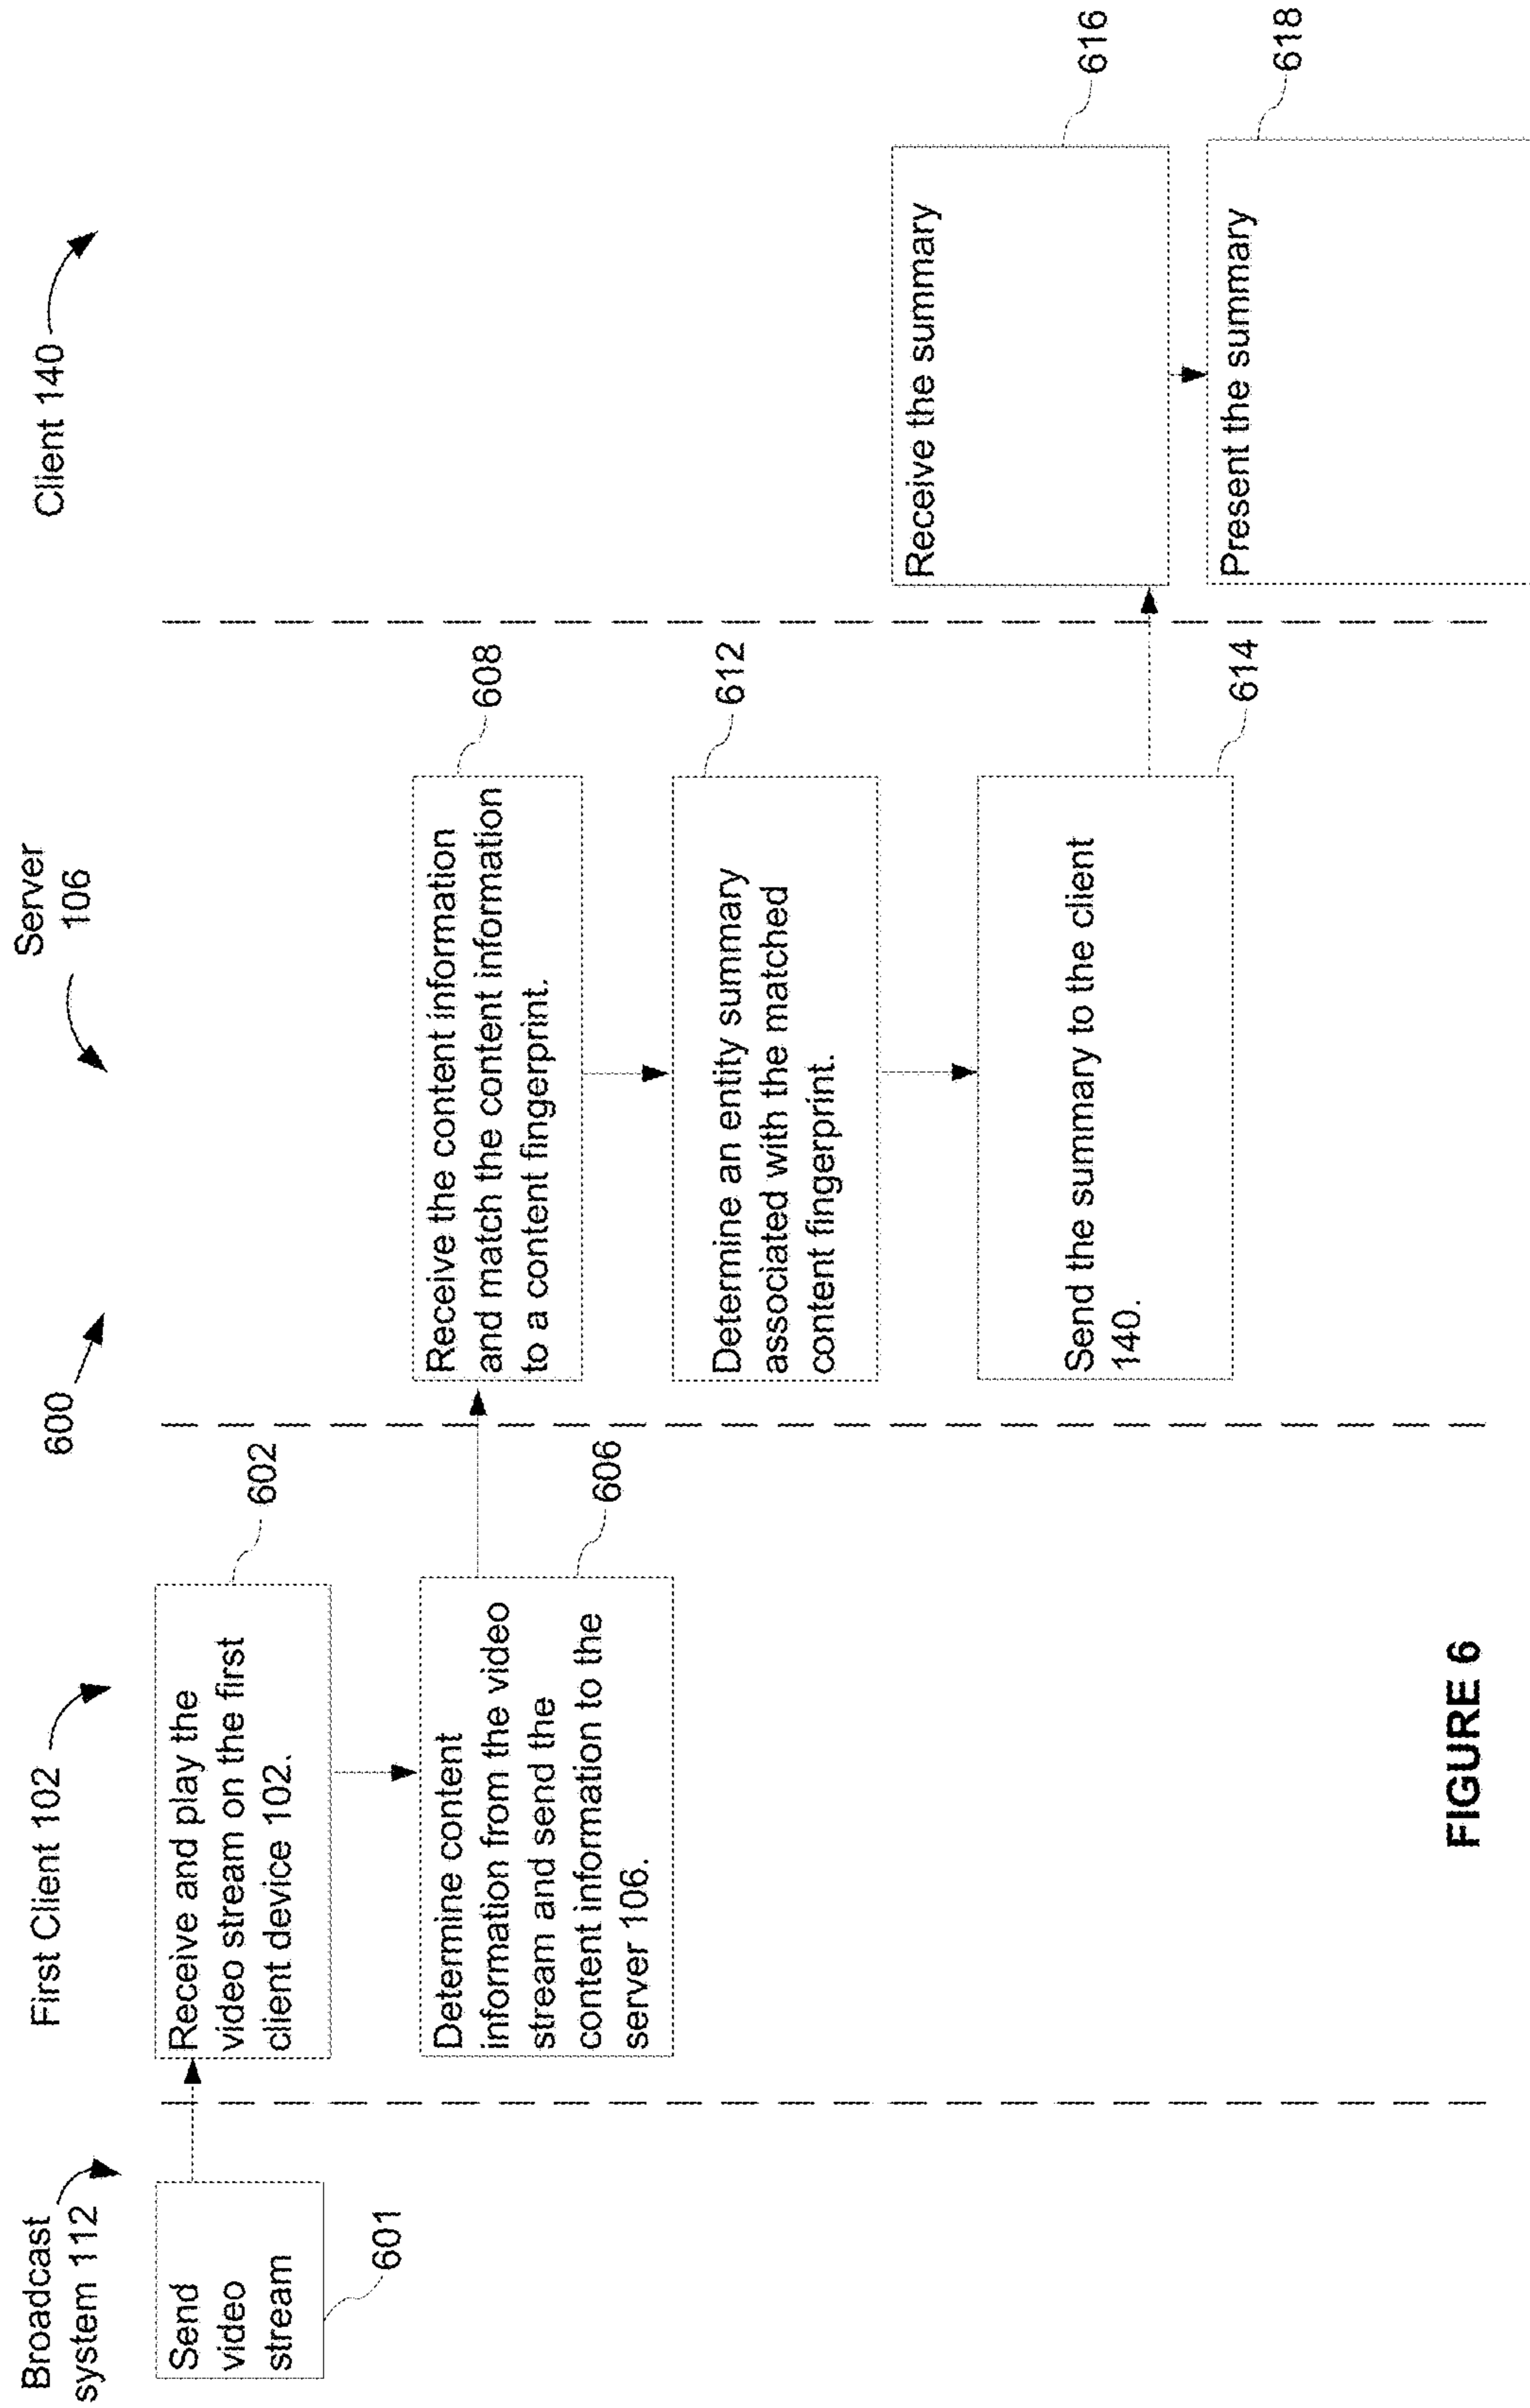 Broadcast
system 112
First Client 102
600
Server
106
Client 140
Send
video
stream
601
Receive and play the
video stream on the first
client device 102.
602
Determine content
information from the video
stream and send the
content information to the
server 106.
606
Receive the content information
and match the content information
to a content fingerprint.
608
Determine an entity summary
associated with the matched
content fingerprint.
612
Send the summary to the client
140.
614
Receive the summary
616
Present the summary
618
FIGURE 6